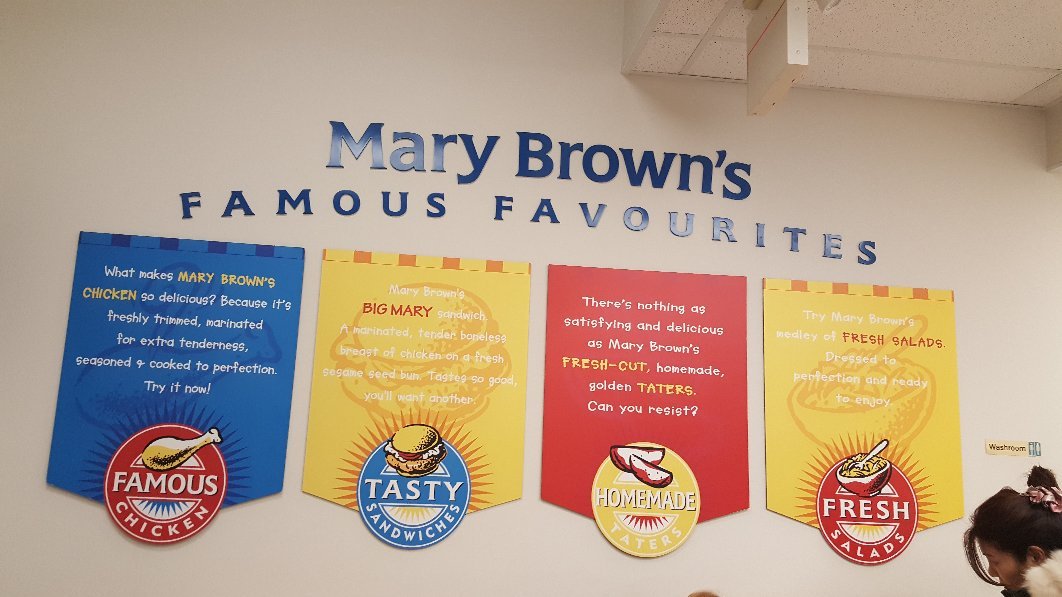 Mary Brown's
FAMOUS FAVOURITES
What makes MARY BROWN'S
CHICKEN so delicious? Because it's
freshly trimmed, marinated
for extra tenderness,
seasoned & cooked to perfection.
Try it now!
FAMOUS
CHICKEN
Mary Brown's
BIG MARY sandwich.
A marinated, tender boneless
breast of chicken on a fresh
sesame seed bun. Tastes so good,
you'll want another.
TASTY
SANDWICHES
There's nothing as
satisfying and delicious
as Mary Brown's
FRESH-CUT, homemade,
golden TATERS.
Can you resist?
HOMEMADE
TATERS
Try Mary Brown's
medley of FRESH SALADS.
Dressed to
perfection and ready
to enjoy.
FRESH
SALADS
Washroom